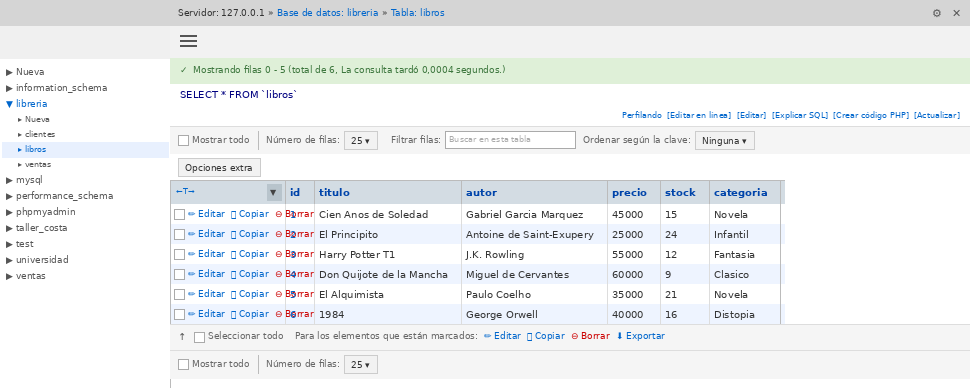 Servidor: 127.0.0.1 » Base de datos: libreria » Tabla: libros
Nueva
information_schema
libreria
Nueva
clientes
libros
ventas
mysql
performance_schema
phpmyadmin
taller_costa
test
universidad
ventas
✓ Mostrando filas 0 - 5 (total de 6, La consulta tardó 0,0004 segundos.)
SELECT * FROM `libros`
Perfilando [Editar en línea] [Editar] [Explicar SQL] [Crear código PHP] [Actualizar]
Mostrar todo Número de filas: 25 Filtrar filas: Buscar en esta tabla Ordenar según la clave: Ninguna
Opciones extra
←T→ id titulo autor precio stock categoria
Editar Copiar Borrar 1 Cien Anos de Soledad Gabriel Garcia Marquez 45000 15 Novela
Editar Copiar Borrar 2 El Principito Antoine de Saint-Exupery 25000 24 Infantil
Editar Copiar Borrar 3 Harry Potter T1 J.K. Rowling 55000 12 Fantasia
Editar Copiar Borrar 4 Don Quijote de la Mancha Miguel de Cervantes 60000 9 Clasico
Editar Copiar Borrar 5 El Alquimista Paulo Coelho 35000 21 Novela
Editar Copiar Borrar 6 1984 George Orwell 40000 16 Distopia
↑ Seleccionar todo Para los elementos que están marcados: Editar Copiar Borrar Exportar
Mostrar todo Número de filas: 25